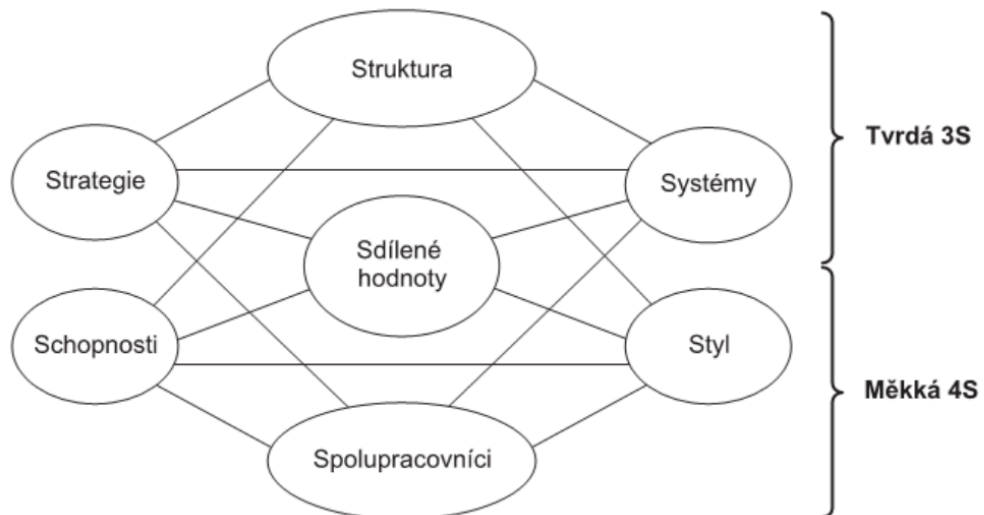 Struktura
Tvrdá 3S
Strategie
Systémy
Sdílené
hodnoty
Schopnosti
Styl
Měkká 4S
Spolupracovníci